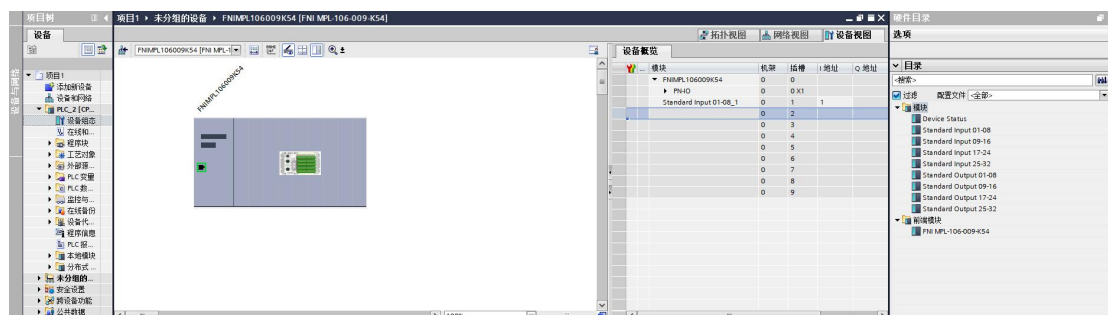 项目树
项目1 ▸ 未分组的设备 ▸ FNIMPL106009K54 [FNI MPL-106-009-K54]
硬件目录
设备
拓扑视图
网络视图
设备视图
选项
FNIMPL106009K54 [FNI MPL-1
设备概览
设备与网络
项目1
添加新设备
设备和网络
PLC_2 [CP...
设备组态
在线和...
程序块
工艺对象
外部源...
PLC 变量
PLC 数...
监控与...
在线备份
设备代...
程序信息
PLC 报...
本地模块
分布式 ...
未分组的...
安全设置
跨设备功能
公共数据
FNIMPL106009K54
100%
... 模块 机架 插槽 I 地址 Q 地址
FNIMPL106009K54 0 0
PN-IO 0 0 X1
Standard Input 01-08_1 0 1 1
0 2
0 3
0 4
0 5
0 6
0 7
0 8
0 9
目录
<搜索>
过滤 配置文件 <全部>
模块
Device Status
Standard Input 01-08
Standard Input 09-16
Standard Input 17-24
Standard Input 25-32
Standard Output 01-08
Standard Output 09-16
Standard Output 17-24
Standard Output 25-32
前端模块
FNI MPL-106-009-K54